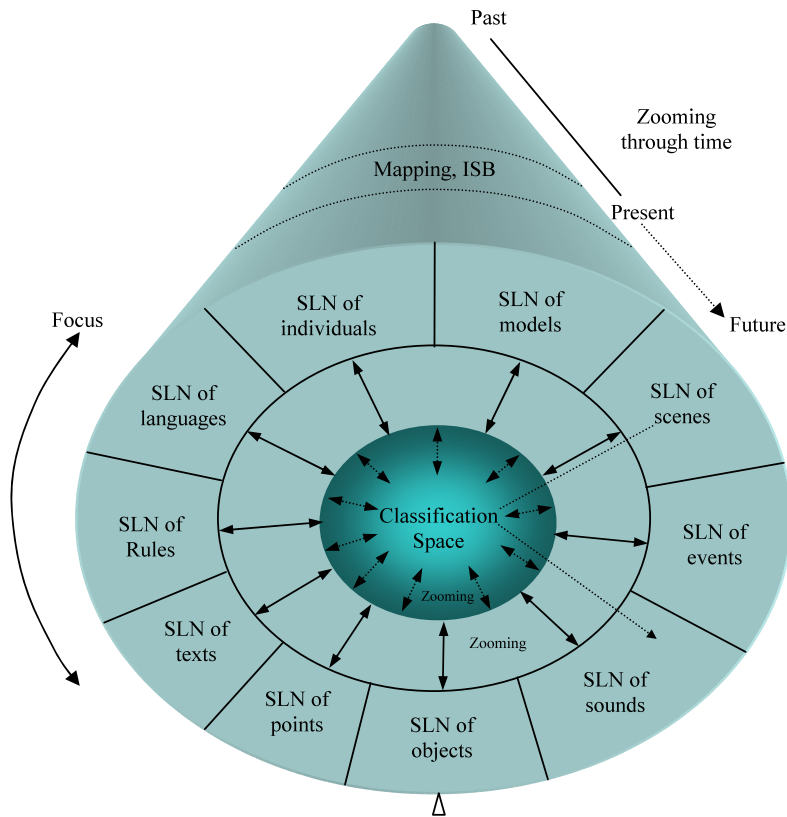 Past
Zooming
through time
Mapping, ISB
Present
Future
Focus
SLN of
individuals
SLN of
models
SLN of
languages
SLN of
scenes
SLN of
Rules
Classification
Space
SLN of
events
Zooming
Zooming
SLN of
texts
SLN of
points
SLN of
objects
SLN of
sounds